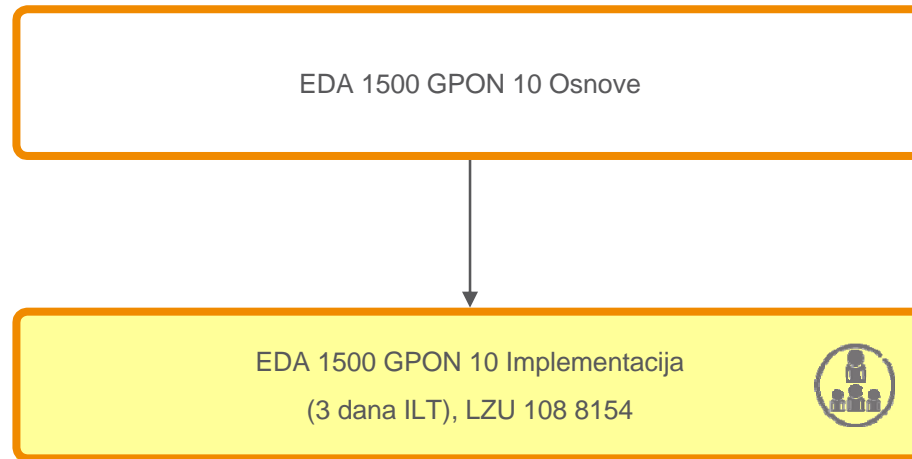 EDA 1500 GPON 10 Osnove
EDA 1500 GPON 10 Implementacija
(3 dana ILT), LZU 108 8154